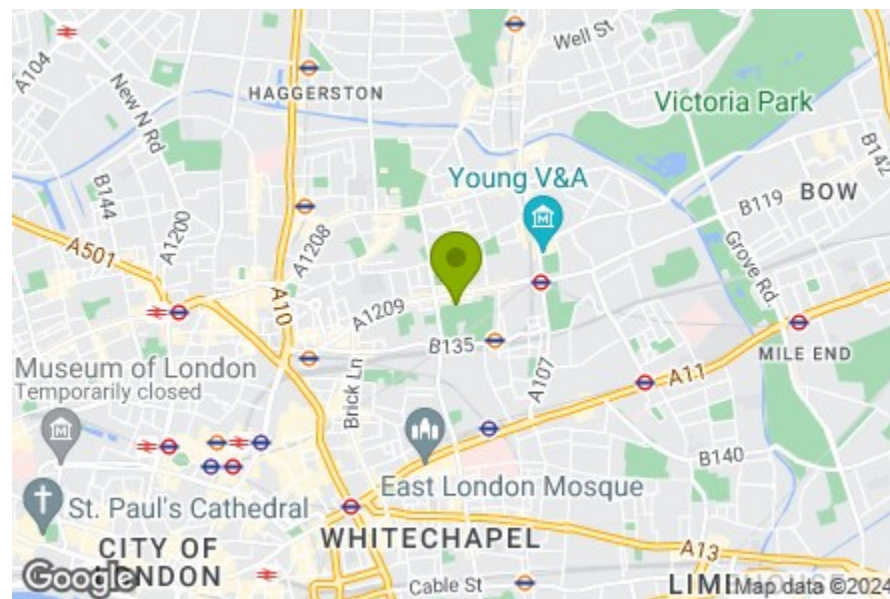 A104
New N Rd
HAGGERSTON
Well St
Victoria Park
B142
B144
A1200
A1208
Young V&A
B119
BOW
A501
A10
A1209
Grove Rd
B135
Museum of London
Temporarily closed
Brick Ln
A107
A11
MILE END
East London Mosque
B140
St. Paul's Cathedral
WHITECHAPEL
CITY OF
A13
Google
Cable St
Map data ©2024